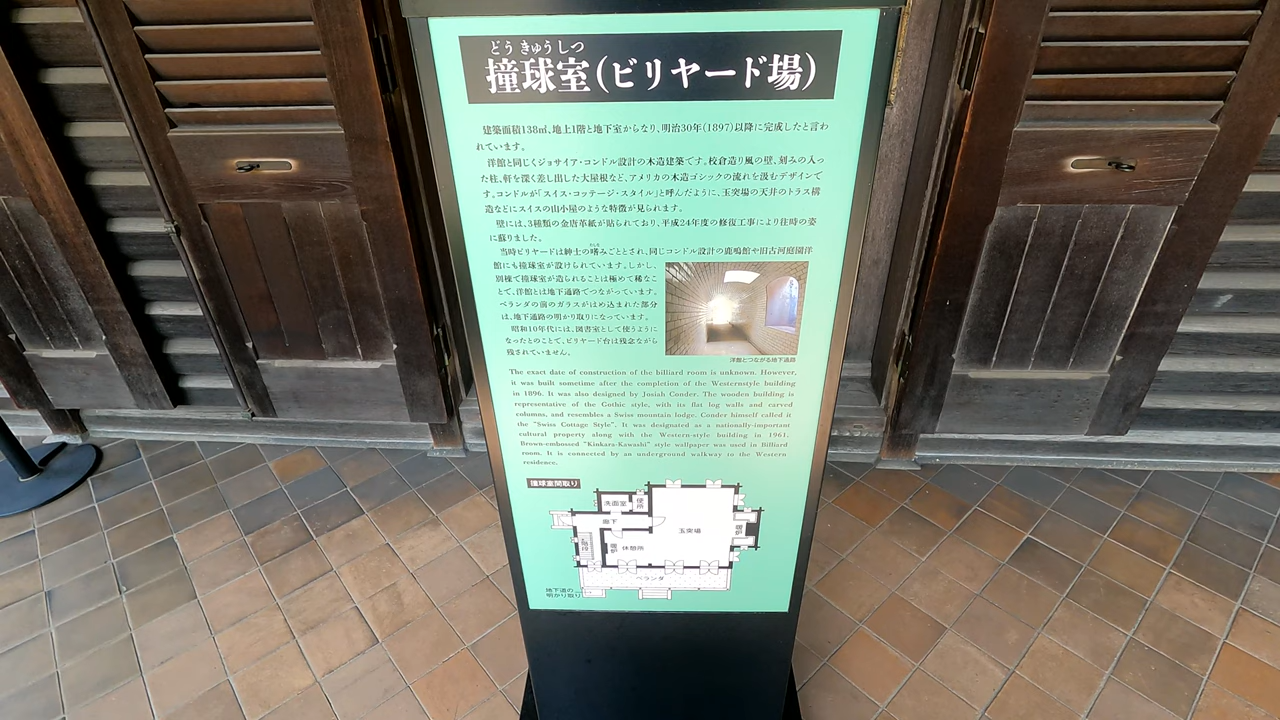 どうきゅうしつ
撞球室(ビリヤード場)
建築面積138㎡、地上1階と地下室からなり、明治30年(1897)以降に完成したと言わ
れています。
洋館と同じくジョサイア・コンドル設計の木造建築です。校倉造り風の壁、刻みの入っ
た柱、軒を深く差し出した大屋根など、アメリカの木造ゴシックの流れを汲むデザインで
す。コンドルが「スイス・コッテージ・スタイル」と呼んだように、玉突場の天井のトラス構
造などにスイスの山小屋のような特徴が見られます。
壁には、3種類の金唐革紙が貼られており、平成24年度の修復工事により往時の姿
に蘇りました。
たしな
当時ビリヤードは紳士の嗜みごととされ、同じコンドル設計の鹿鳴館や旧古河庭園洋
館にも撞球室が設けられています。しかし、
別棟で撞球室が造られることは極めて稀なこ
とで、洋館とは地下通路でつながっています。
ベランダの前のガラスがはめ込まれた部分
は、地下通路の明かり取りになっています。
昭和10年代には、図書室として使うように
なったとのことで、ビリヤード台は残念ながら
残されていません。
洋館とつながる地下通路
The exact date of construction of the billiard room is unknown. However,
it was built sometime after the completion of the Westernstyle building
in 1896. It was also designed by Josiah Conder. The wooden building is
representative of the Gothic style, with its flat log walls and carved
columns, and resembles a Swiss mountain lodge. Conder himself called it
the "Swiss Cottage Style". It was designated as a nationally-important
cultural property along with the Western-style building in 1961.
Brown-embossed "Kinkara-Kawashi" style wallpaper was used in Billiard
room. It is connected by an underground walkway to the Western
residence.
撞球室間取り
洗面室
便所
廊下
玉突場
暖炉
階段
暖炉
休憩所
ベランダ
地下道の
明かり取り